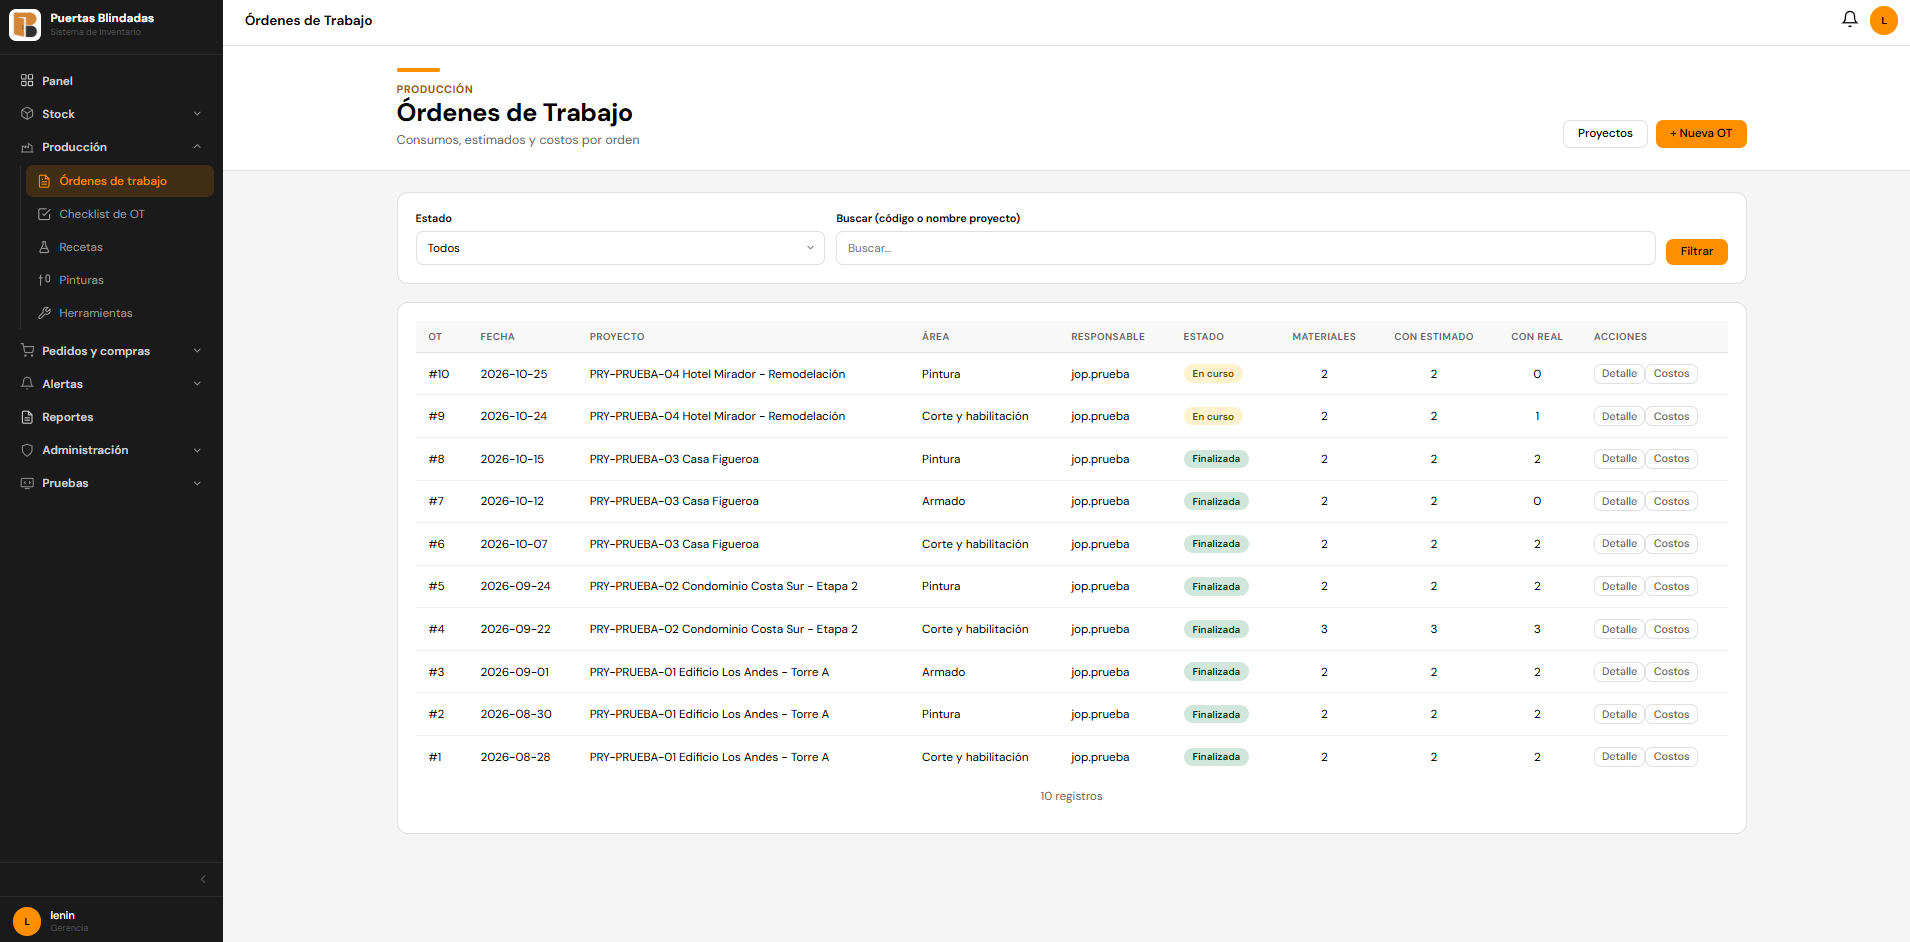 Puertas Blindadas
Sistema de Inventario
Panel
Stock
Producción
Órdenes de trabajo
Checklist de OT
Recetas
Pinturas
Herramientas
Pedidos y compras
Alertas
Reportes
Administración
Pruebas
L
lenin
Gerencia
Órdenes de Trabajo
L
PRODUCCIÓN
Órdenes de Trabajo
Consumos, estimados y costos por orden
Proyectos
+ Nueva OT
Estado
Todos
Buscar (código o nombre proyecto)
Buscar...
Filtrar
OT FECHA PROYECTO ÁREA RESPONSABLE ESTADO MATERIALES CON ESTIMADO CON REAL ACCIONES
#10 2026-10-25 PRY-PRUEBA-04 Hotel Mirador - Remodelación Pintura jop.prueba En curso 2 2 0 Detalle Costos
#9 2026-10-24 PRY-PRUEBA-04 Hotel Mirador - Remodelación Corte y habilitación jop.prueba En curso 2 2 1 Detalle Costos
#8 2026-10-15 PRY-PRUEBA-03 Casa Figueroa Pintura jop.prueba Finalizada 2 2 2 Detalle Costos
#7 2026-10-12 PRY-PRUEBA-03 Casa Figueroa Armado jop.prueba Finalizada 2 2 0 Detalle Costos
#6 2026-10-07 PRY-PRUEBA-03 Casa Figueroa Corte y habilitación jop.prueba Finalizada 2 2 2 Detalle Costos
#5 2026-09-24 PRY-PRUEBA-02 Condominio Costa Sur - Etapa 2 Pintura jop.prueba Finalizada 2 2 2 Detalle Costos
#4 2026-09-22 PRY-PRUEBA-02 Condominio Costa Sur - Etapa 2 Corte y habilitación jop.prueba Finalizada 3 3 3 Detalle Costos
#3 2026-09-01 PRY-PRUEBA-01 Edificio Los Andes - Torre A Armado jop.prueba Finalizada 2 2 2 Detalle Costos
#2 2026-08-30 PRY-PRUEBA-01 Edificio Los Andes - Torre A Pintura jop.prueba Finalizada 2 2 2 Detalle Costos
#1 2026-08-28 PRY-PRUEBA-01 Edificio Los Andes - Torre A Corte y habilitación jop.prueba Finalizada 2 2 2 Detalle Costos
10 registros